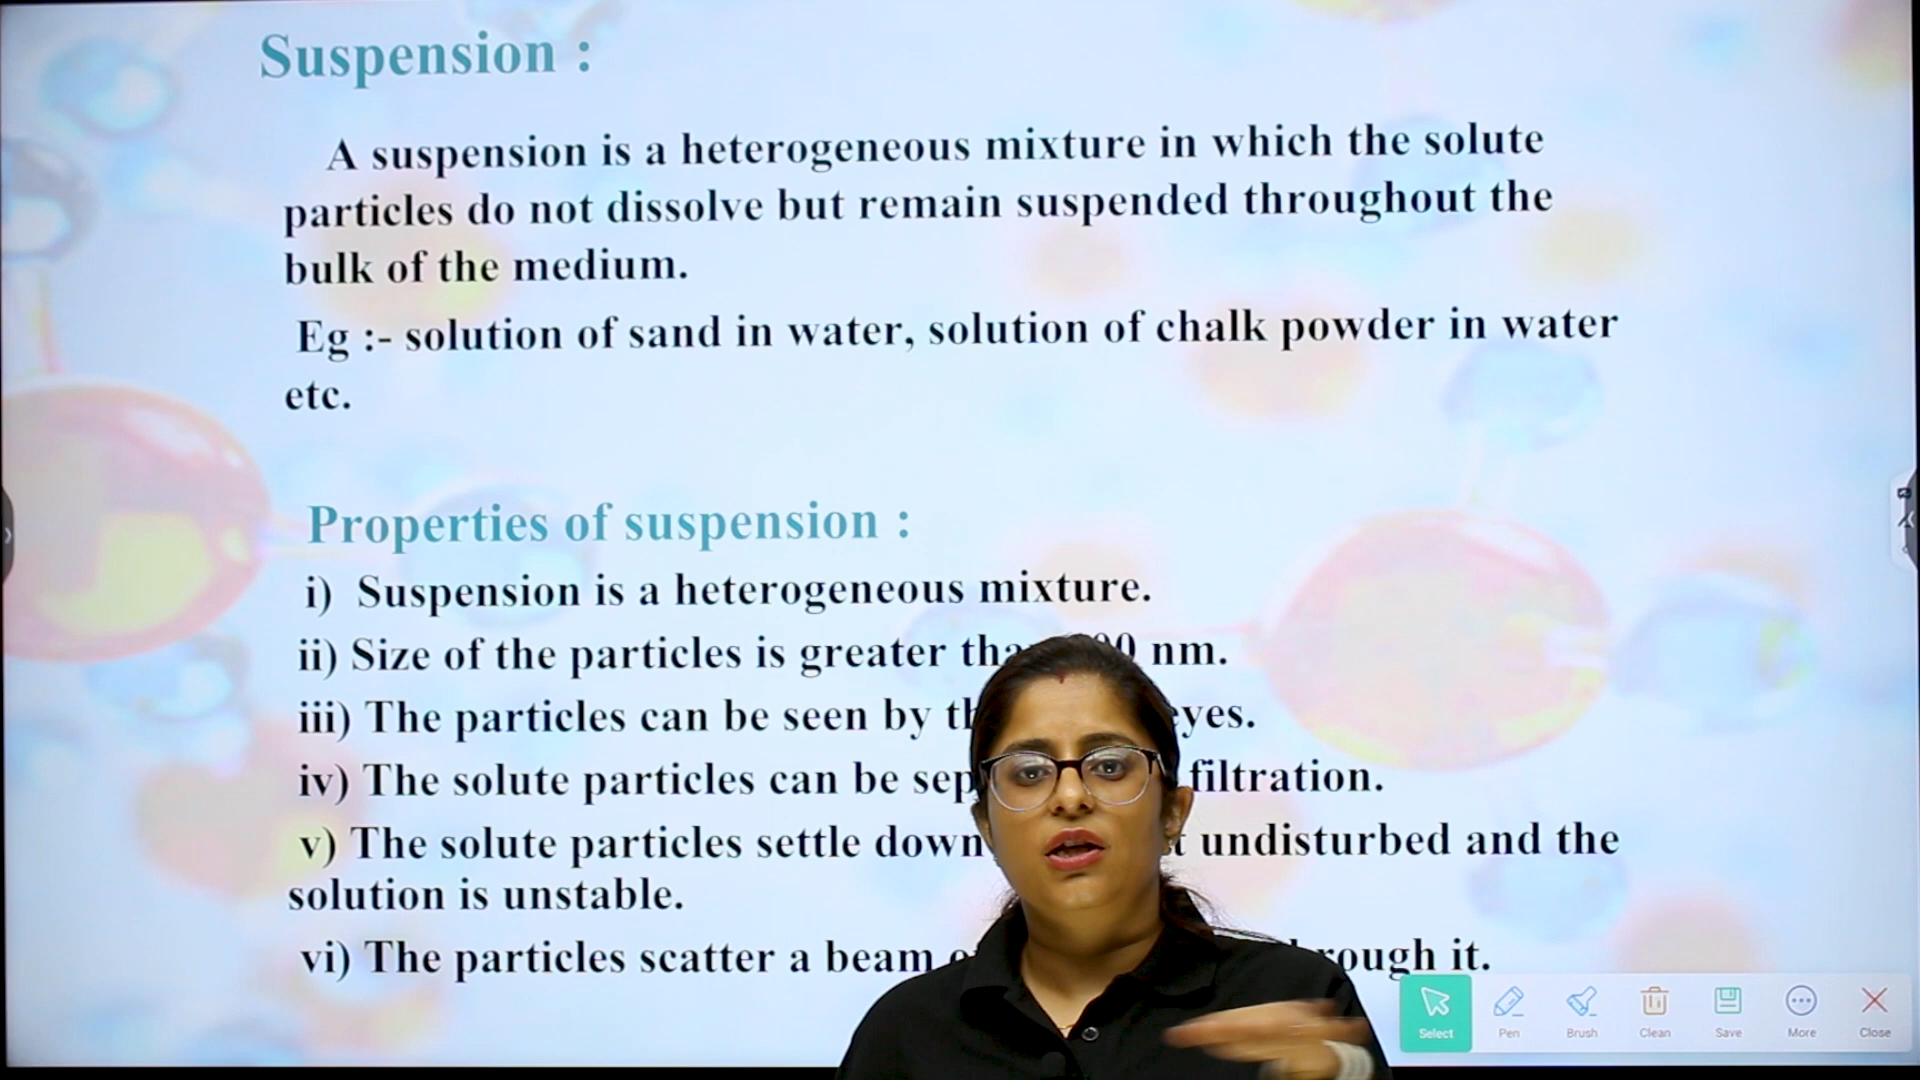 Suspension :
A suspension is a heterogeneous mixture in which the solute
particles do not dissolve but remain suspended throughout the
bulk of the medium.
Eg :- solution of sand in water, solution of chalk powder in water
etc.
Properties of suspension :
i) Suspension is a heterogeneous mixture.
ii) Size of the particles is greater nm.
iii) The particles can be seen by eyes.
iv) The solute particles can be filtration.
v) The solute particles settle down undisturbed and the
solution is unstable.
vi) The particles scatter a beam it.
Select Pen Brush Clean Save More Close